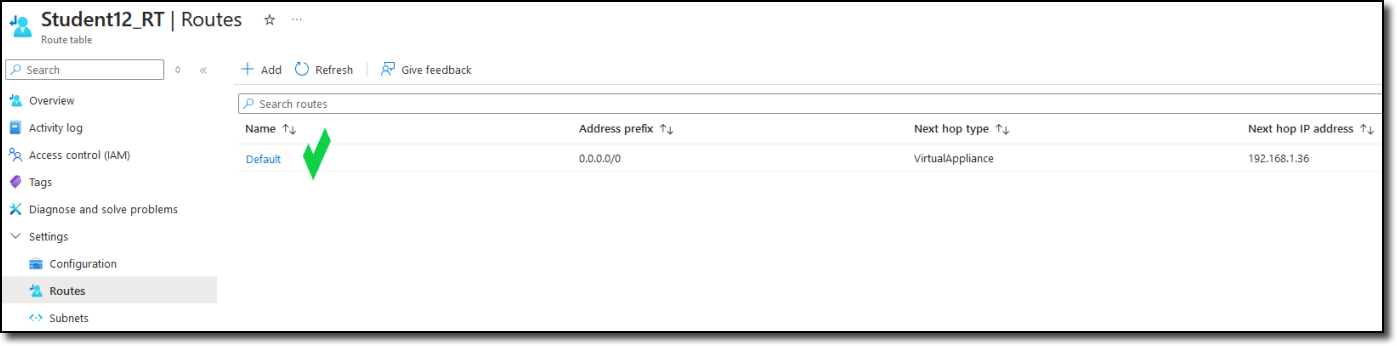 Student12_RT | Routes
Route table
Search
Add Refresh Give feedback
Search routes
Overview
Activity log
Access control (IAM)
Tags
Diagnose and solve problems
Settings
Configuration
Routes
Subnets
Name Address prefix Next hop type Next hop IP address
Default 0.0.0.0/0 VirtualAppliance 192.168.1.36